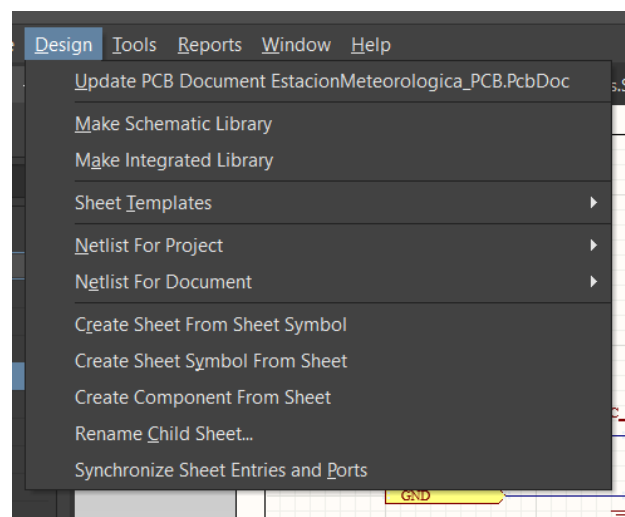 Design Tools Reports Window Help
Update PCB Document EstacionMeteorologica_PCB.PcbDoc
Make Schematic Library
Make Integrated Library
Sheet Templates
Netlist For Project
Netlist For Document
Create Sheet From Sheet Symbol
Create Sheet Symbol From Sheet
Create Component From Sheet
Rename Child Sheet...
Synchronize Sheet Entries and Ports
GND